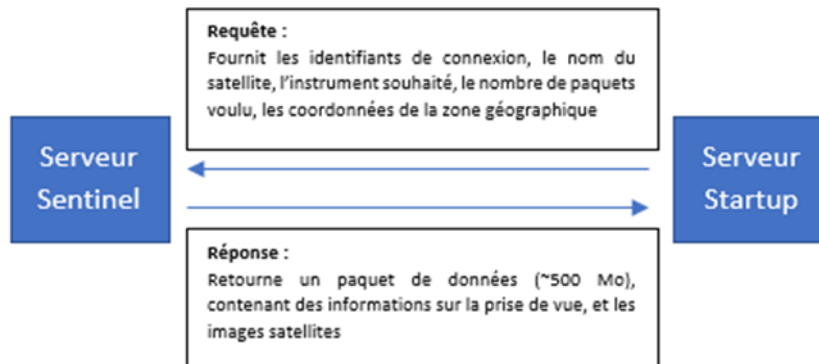 Requête :
Fournit les identifiants de connexion, le nom du
satellite, l'instrument souhaité, le nombre de paquets
voulu, les coordonnées de la zone géographique
Serveur
Sentinel
Serveur
Startup
Réponse :
Retourne un paquet de données (~500 Mo),
contenant des informations sur la prise de vue, et les
images satellites